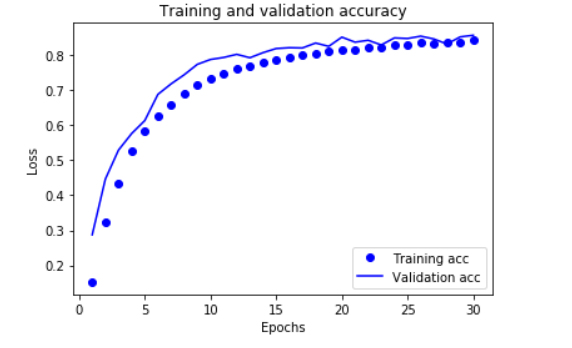 Training and validation accuracy
Loss
0.8
0.7
0.6
0.5
0.4
0.3
0.2
Training acc
Validation acc
0 5 10 15 20 25 30
Epochs